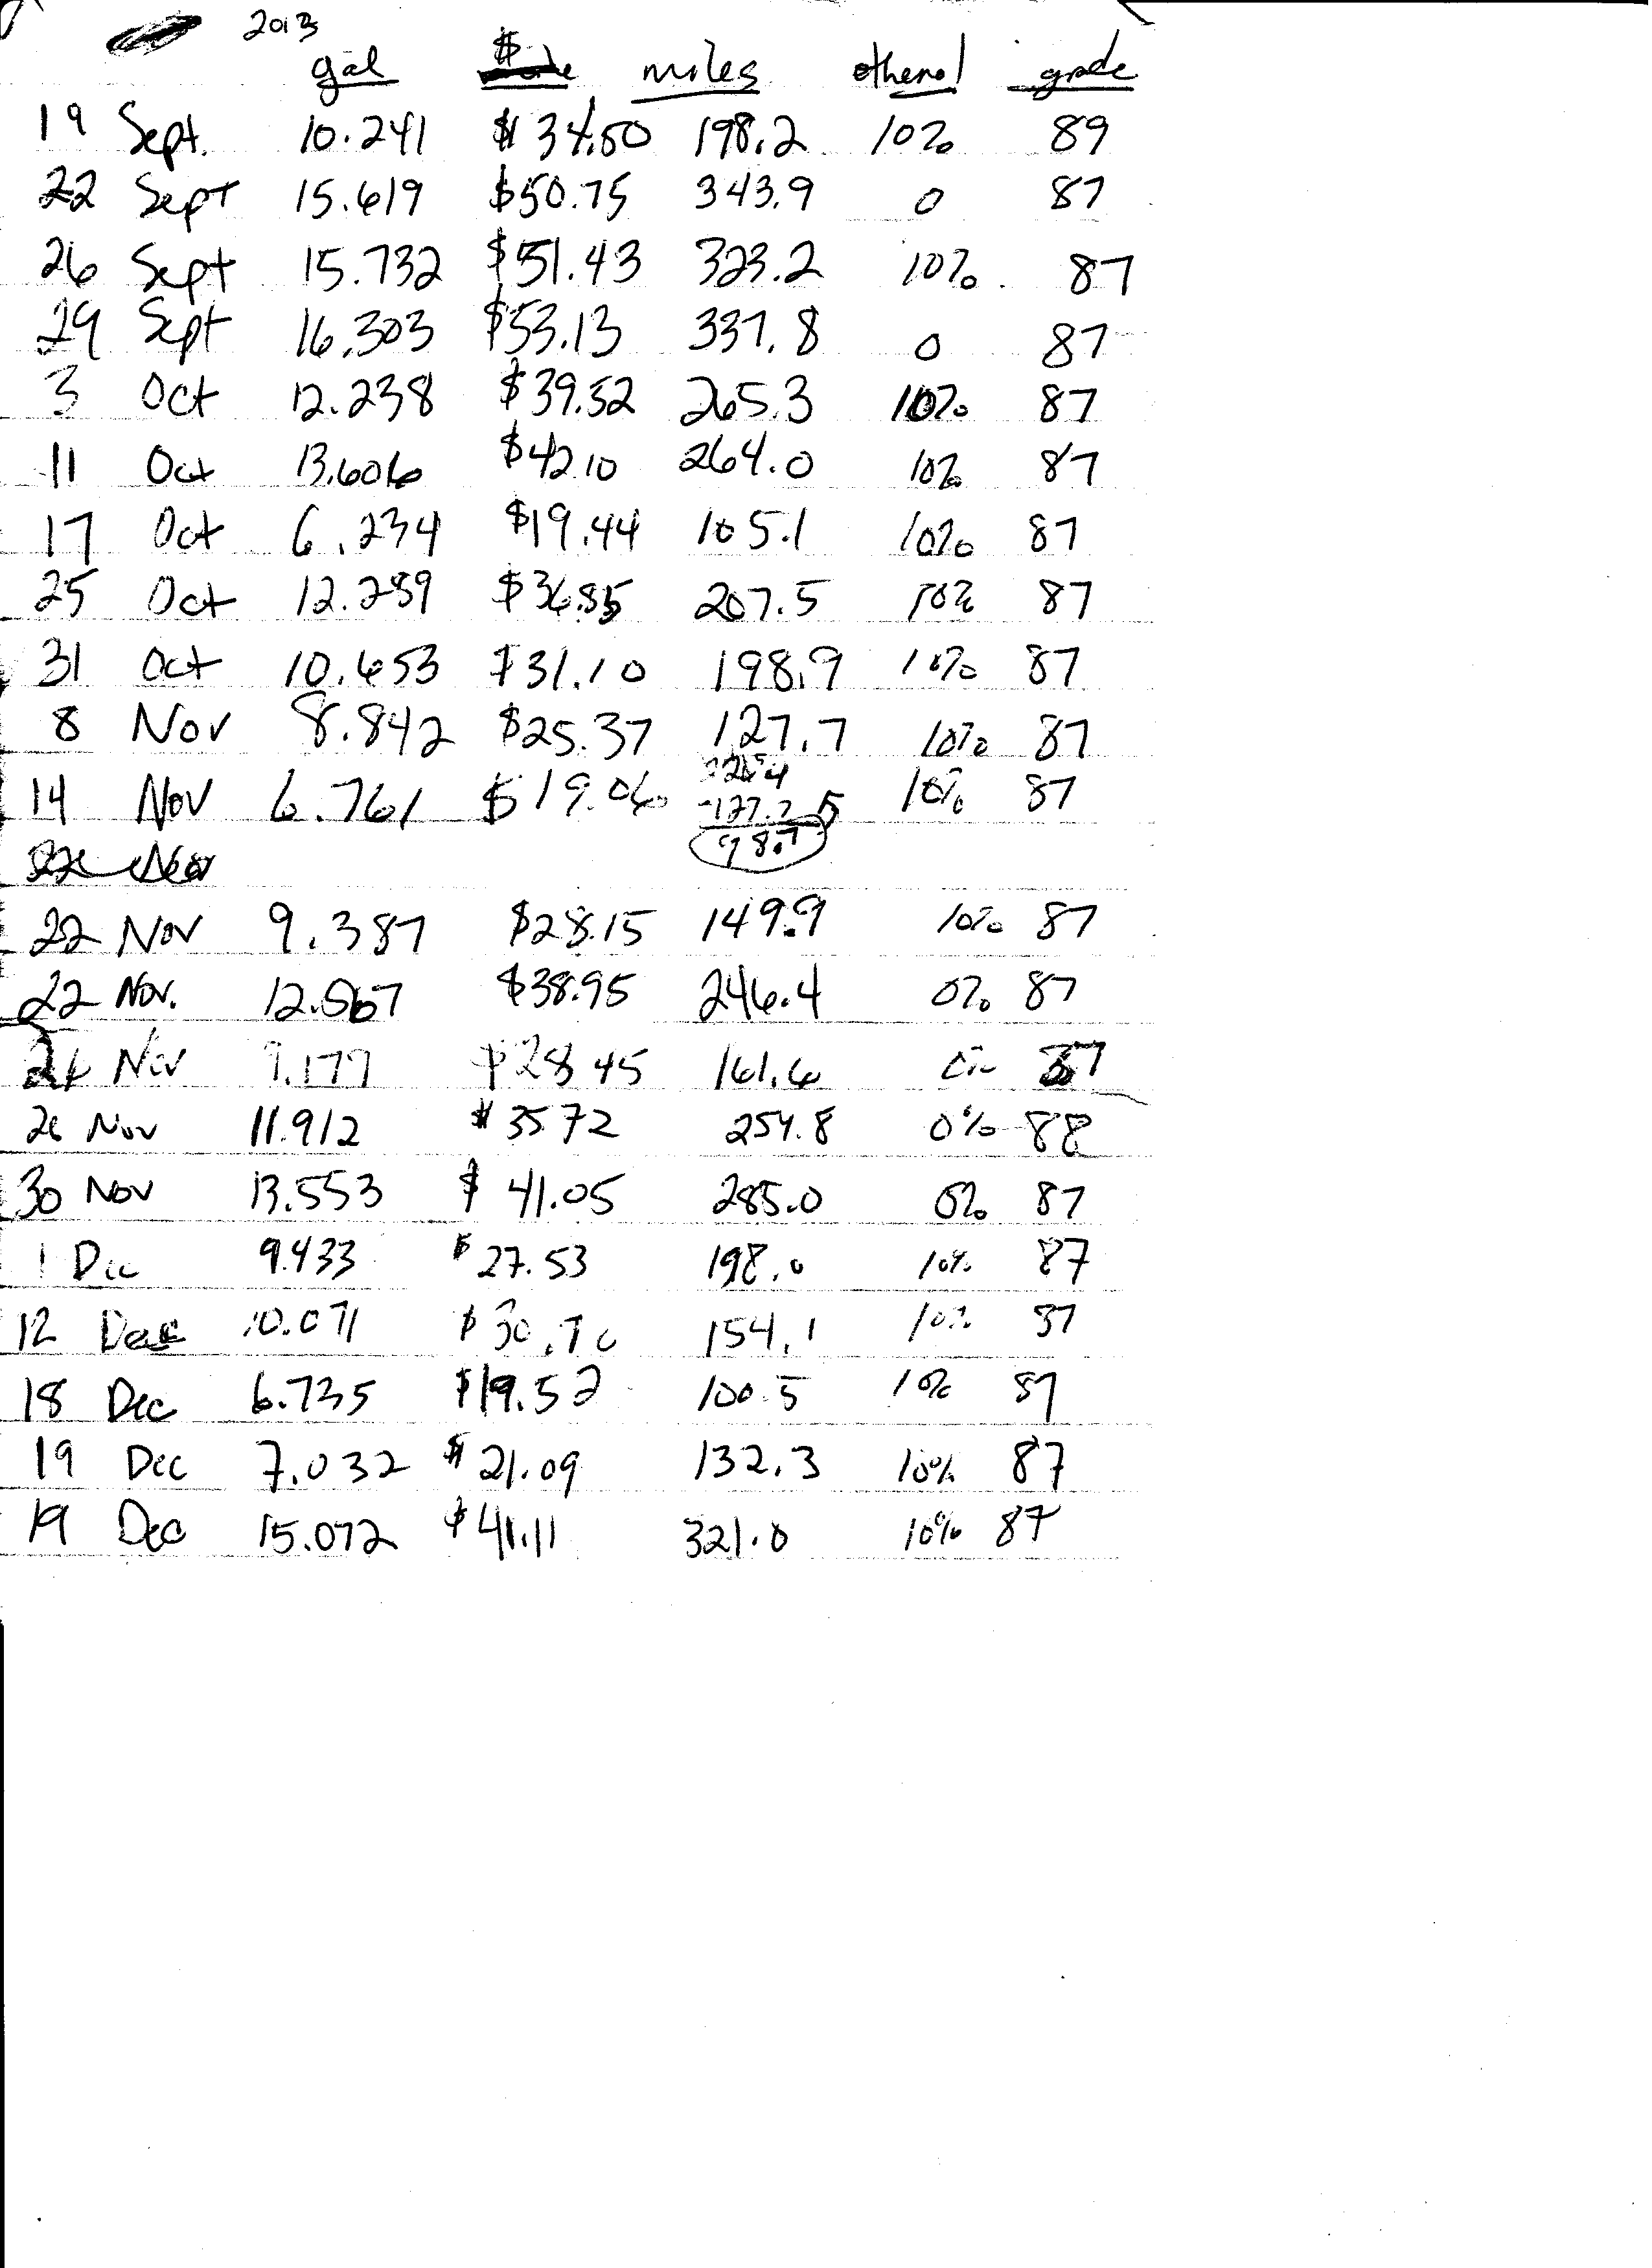 2013
gal $ miles ethenol grade
19 Sept. 10.241 $34.50 198.2 10% 89
22 Sept 15.619 $50.75 343.9 0 87
26 Sept 15.732 $51.43 323.2 10% 87
29 Sept 16.303 $53.13 337.8 0 87
3 Oct 12.238 $39.52 265.3 10% 87
11 Oct 13.606 $42.10 264.0 10% 87
17 Oct 6.234 $19.44 105.1 10% 87
25 Oct 12.289 $36.85 207.5 10% 87
31 Oct 10.653 $31.10 198.9 10% 87
8 Nov 8.842 $25.37 127.7 10% 87
14 Nov 6.761 $19.06 10% 87
98.7
22 Nov
22 Nov 9.387 $28.15 149.9 10% 87
22 Nov. 12.567 $38.95 246.4 0% 87
24 Nov 9.177 $28.45 161.6 0% 87
26 Nov 11.912 $35.72 254.8 0% 88
30 Nov 13.553 $41.05 285.0 0% 87
1 Dec 9.433 $27.53 198.0 10% 87
12 Dec 10.071 $30.70 154.1 10% 87
18 Dec 6.735 $19.52 100.5 10% 87
19 Dec 7.032 $21.09 132.3 10% 87
19 Dec 15.072 $41.11 321.0 10% 87